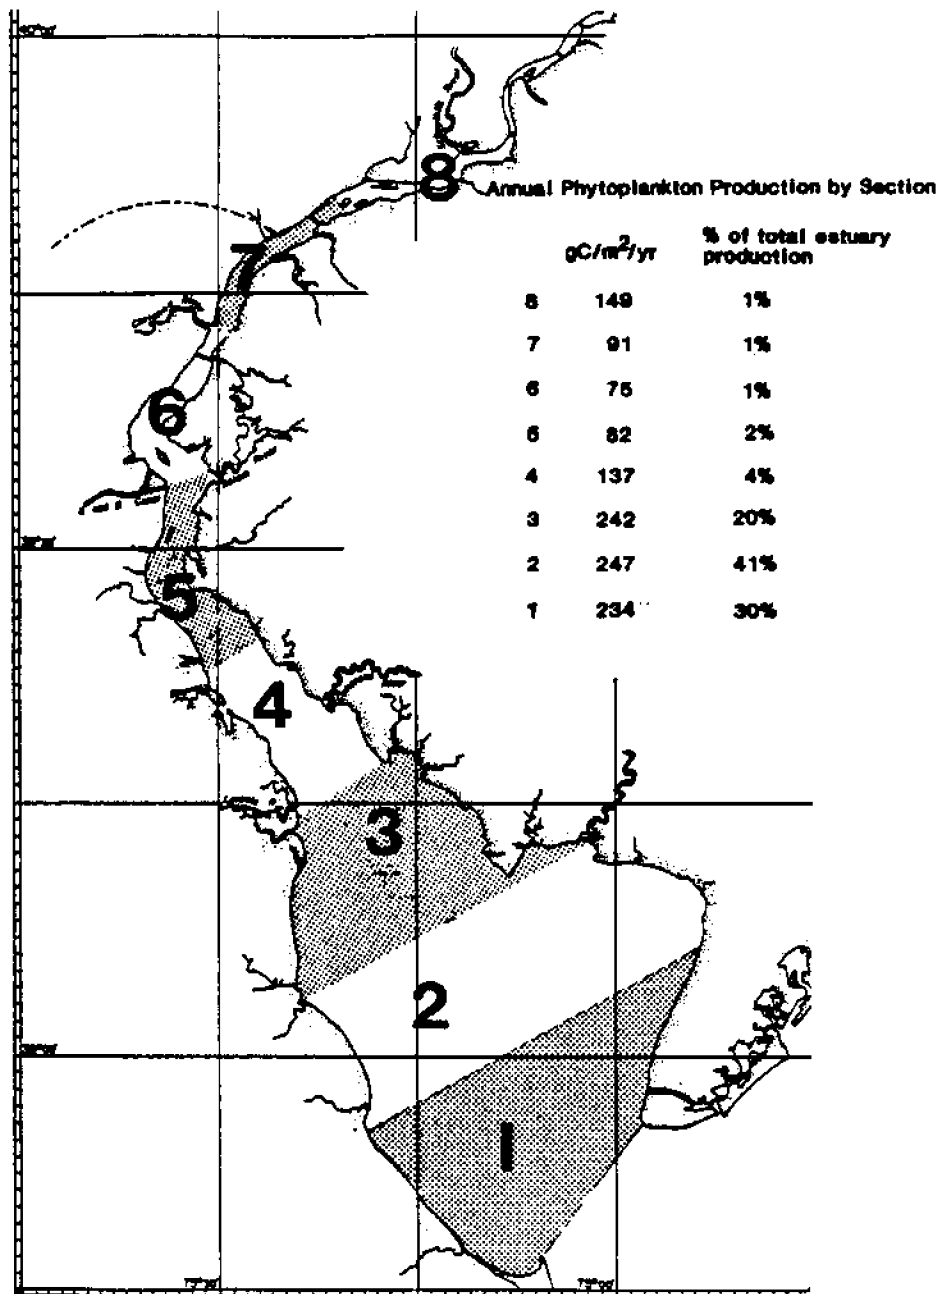 40°00'
8
Annual Phytoplankton Production by Section
gC/m²/yr % of total estuary
production
8 149 1%
7 91 1%
6 75 1%
5 82 2%
4 137 4%
3 242 20%
2 247 41%
1 234 30%
7
6
5
4
3
2
1